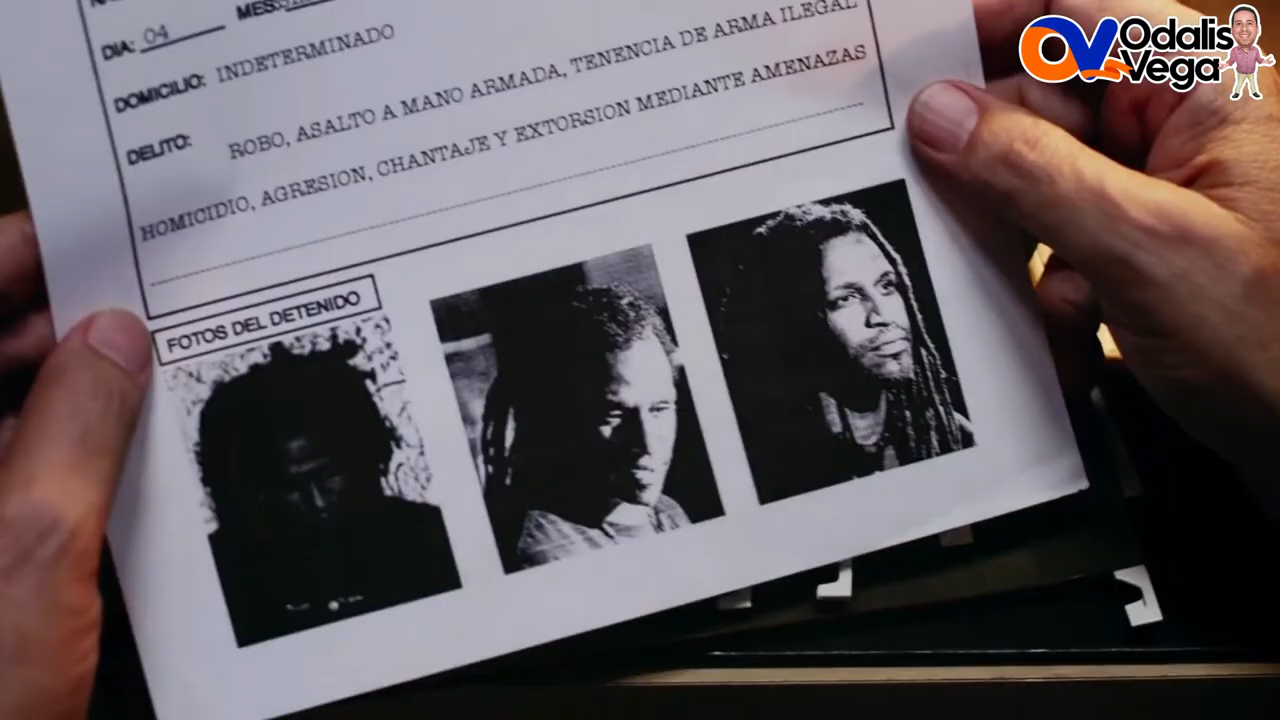 DIA: 04
DOMICILIO: INDETERMINADO
DELITO: ROBO, ASALTO A MANO ARMADA, TENENCIA DE ARMA ILEGAL
HOMICIDIO, AGRESION, CHANTAJE Y EXTORSION MEDIANTE AMENAZAS
FOTOS DEL DETENIDO
OV Odalis
Vega